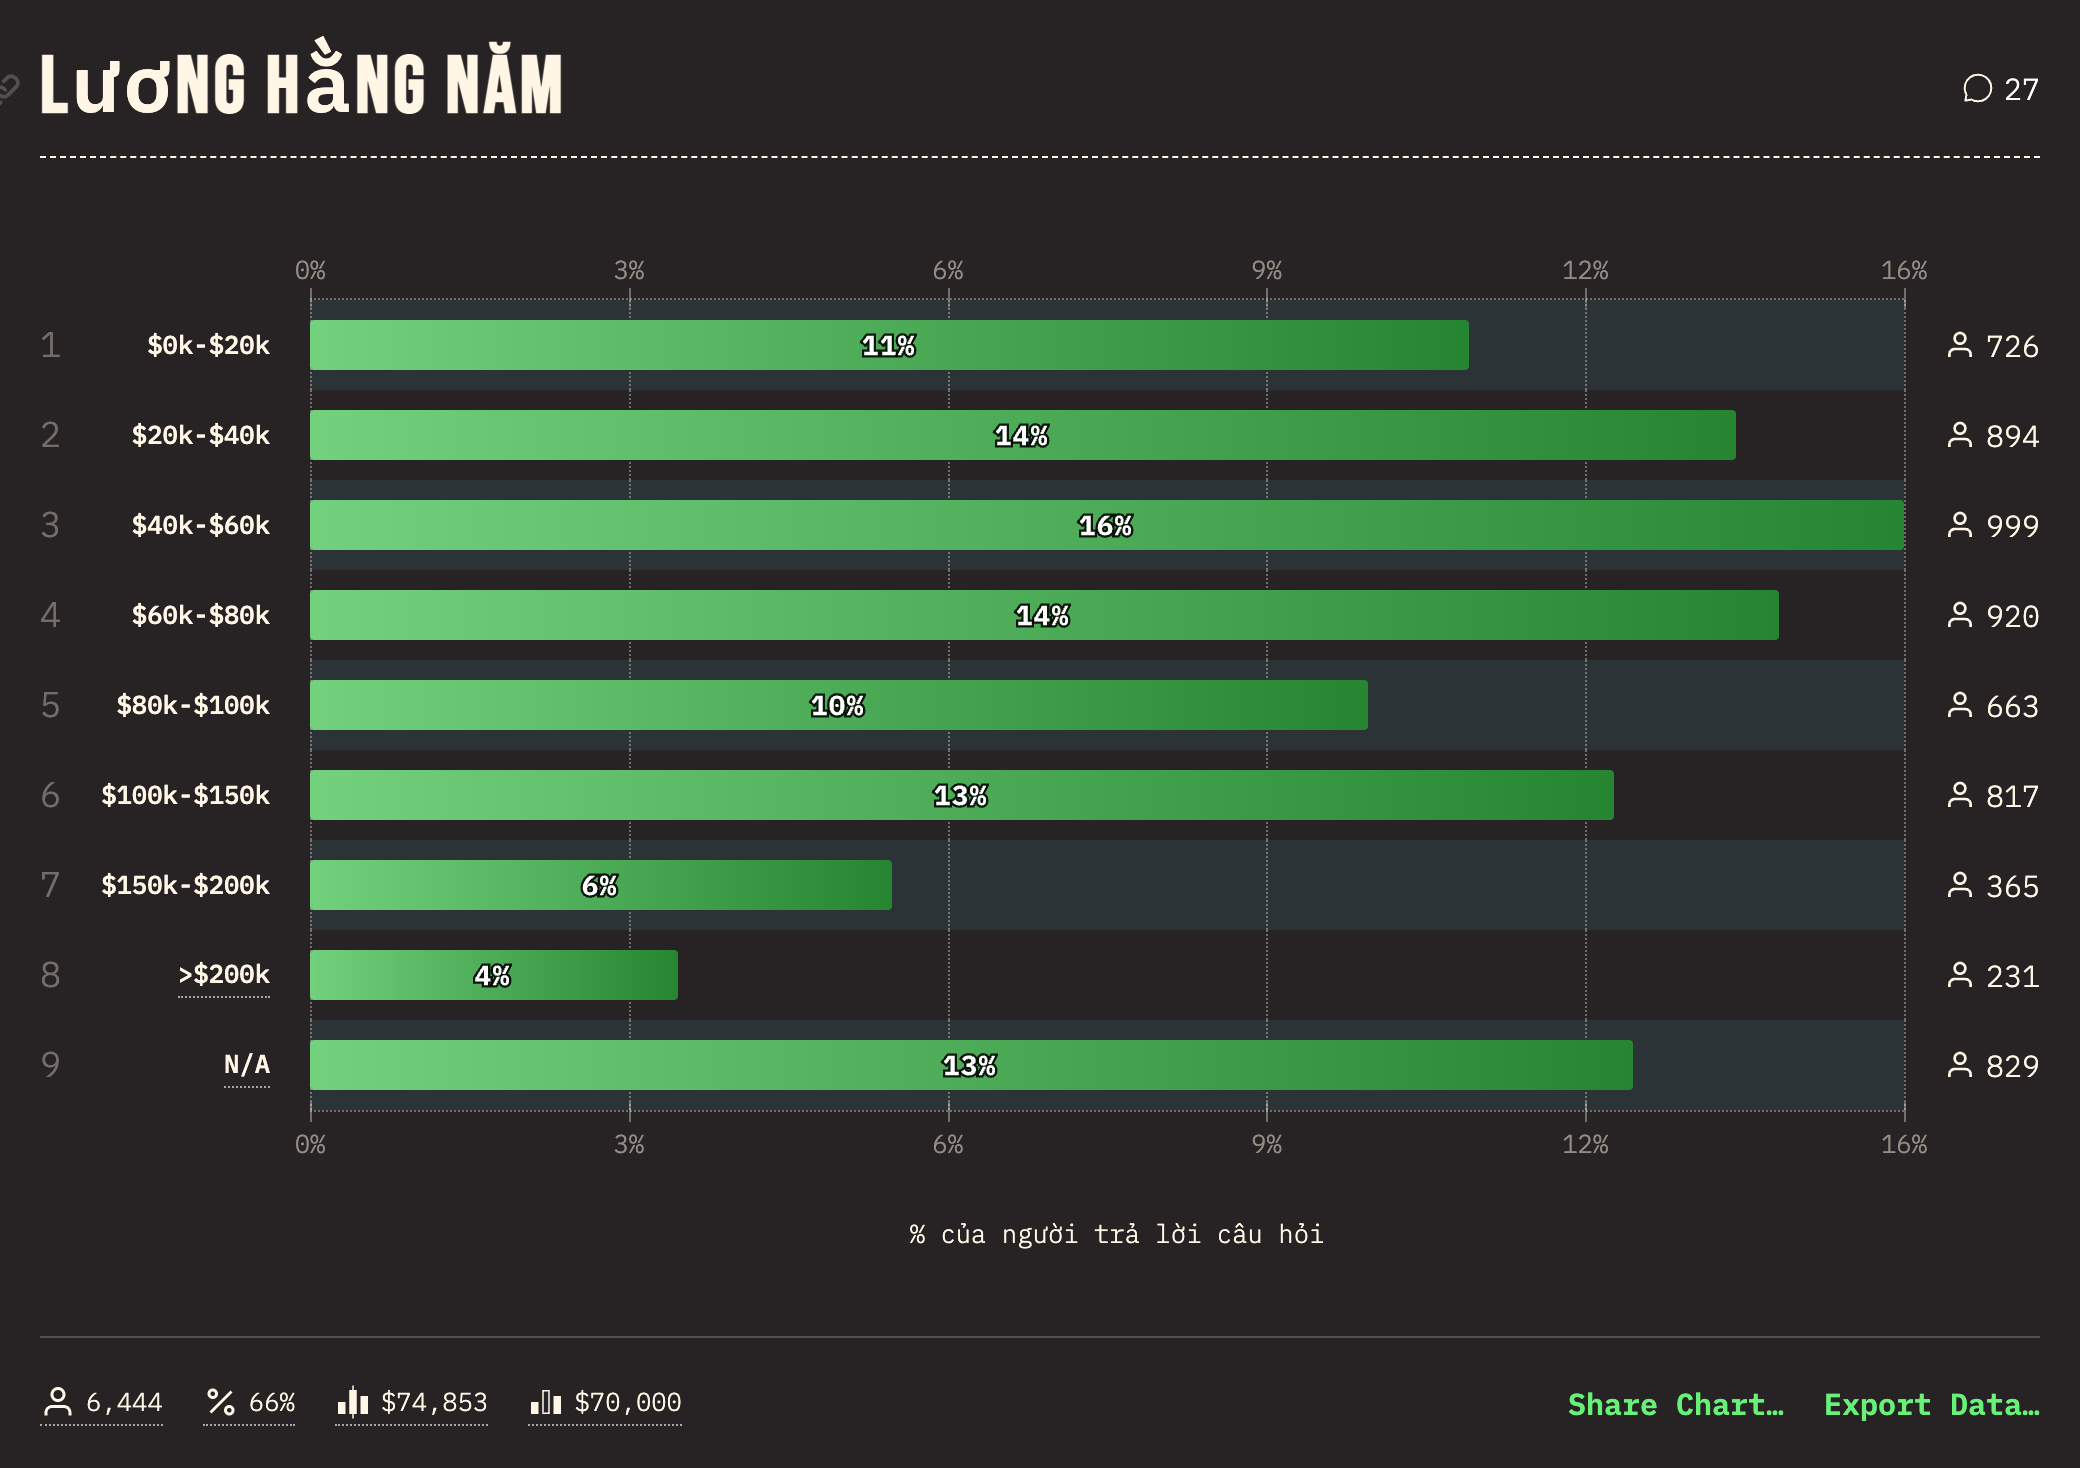 LươNG HằNG NĂM
27
0% 3% 6% 9% 12% 16%
1 $0k-$20k 11% 726
2 $20k-$40k 14% 894
3 $40k-$60k 16% 999
4 $60k-$80k 14% 920
5 $80k-$100k 10% 663
6 $100k-$150k 13% 817
7 $150k-$200k 6% 365
8 >$200k 4% 231
9 N/A 13% 829
0% 3% 6% 9% 12% 16%
% của người trả lời câu hỏi
6,444 66% $74,853 $70,000 Share Chart… Export Data…